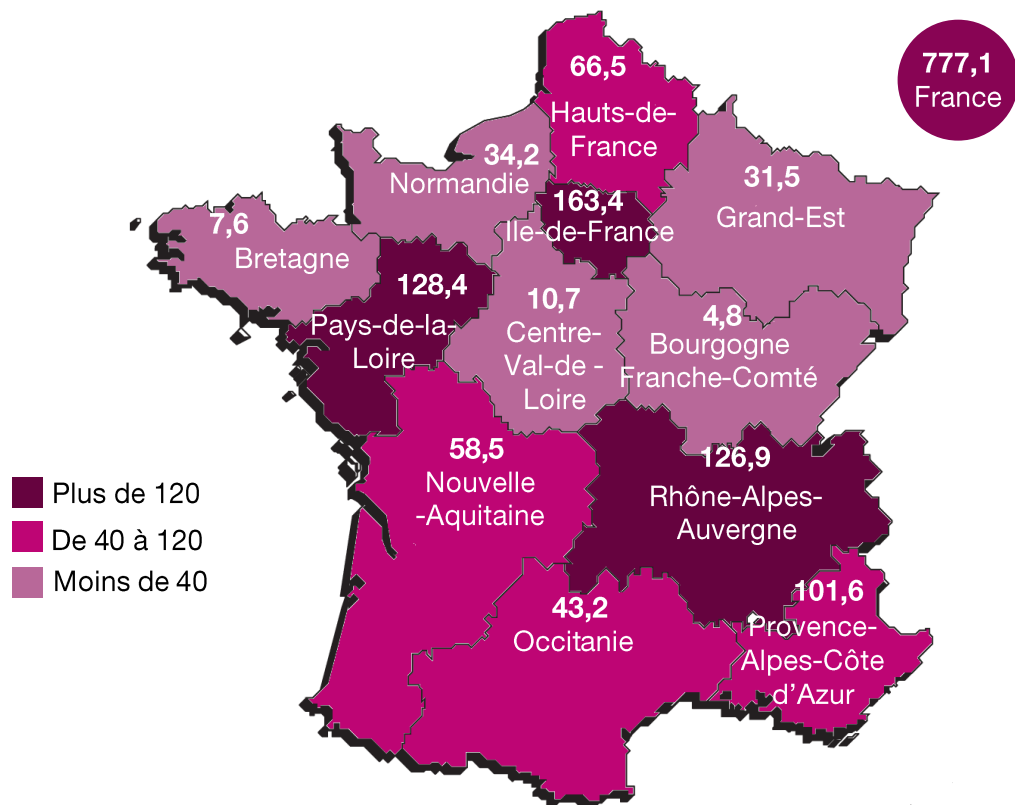 66,5
Hauts-de-
France
777,1
France
34,2
Normandie
163,4
Ile-de-France
31,5
Grand-Est
7,6
Bretagne
128,4
Pays-de-la-
Loire
10,7
Centre-
Val-de -
Loire
4,8
Bourgogne
Franche-Comté
58,5
Nouvelle
-Aquitaine
126,9
Rhône-Alpes-
Auvergne
Plus de 120
De 40 à 120
Moins de 40
43,2
Occitanie
101,6
Provence-
Alpes-Côte
d'Azur